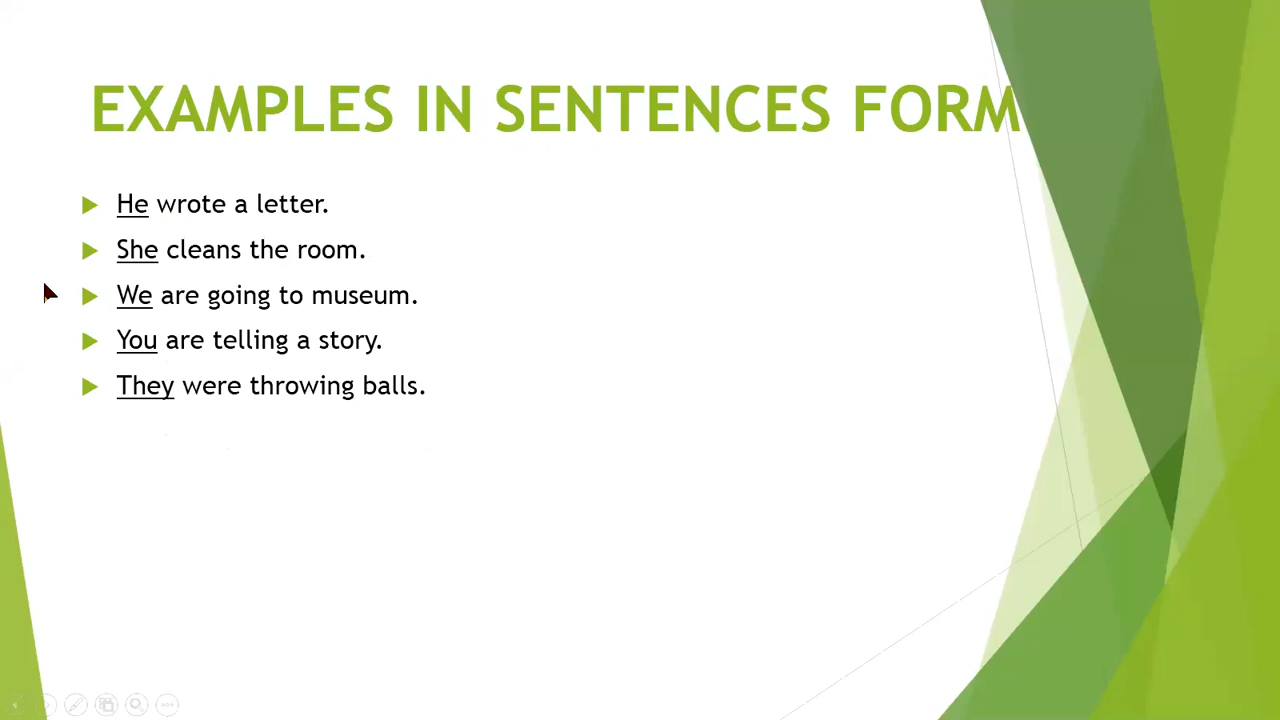 EXAMPLES IN SENTENCES FORM
He wrote a letter.
She cleans the room.
We are going to museum.
You are telling a story.
They were throwing balls.